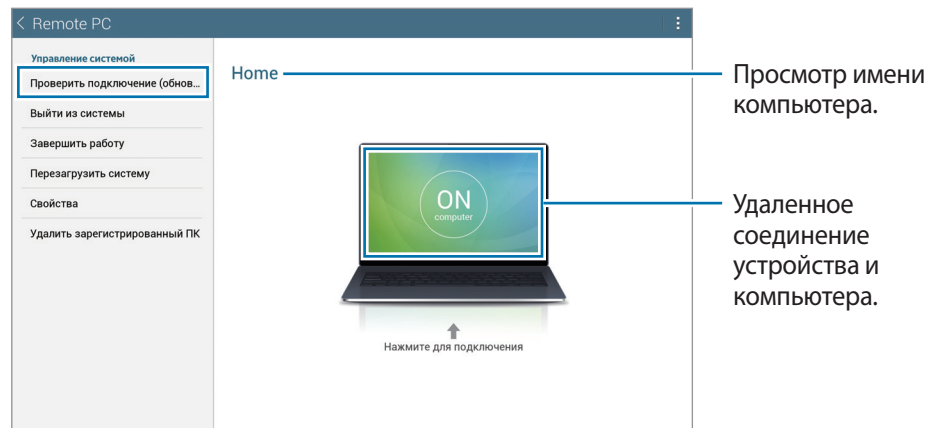 Remote PC
Управление системой
Проверить подключение (обнов...
Выйти из системы
Завершить работу
Перезагрузить систему
Свойства
Удалить зарегистрированный ПК
Home
ON
computer
Нажмите для подключения
Просмотр имени
компьютера.
Удаленное
соединение
устройства и
компьютера.